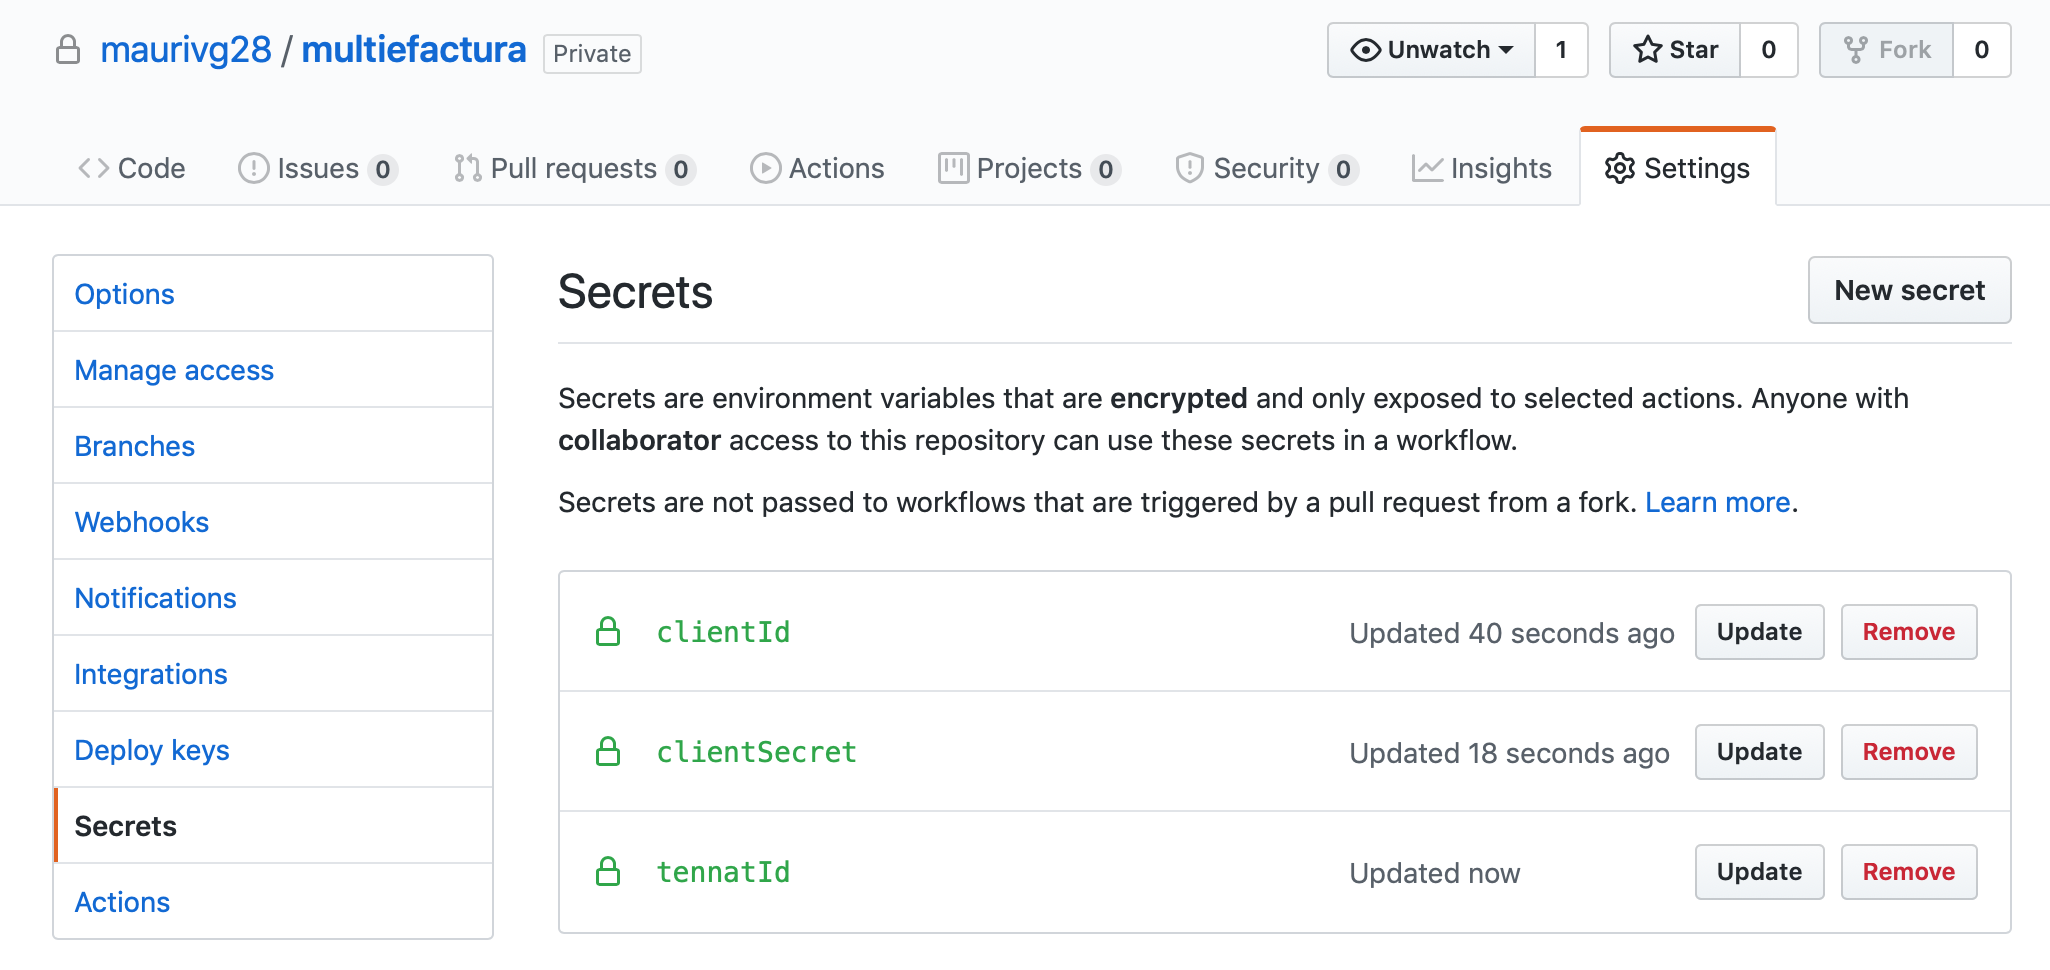 maurivg28 / multiefactura Private Unwatch 1 Star 0 Fork 0
Code Issues 0 Pull requests 0 Actions Projects 0 Security 0 Insights Settings
Options
Manage access
Branches
Webhooks
Notifications
Integrations
Deploy keys
Secrets
Actions
Secrets New secret
Secrets are environment variables that are encrypted and only exposed to selected actions. Anyone with
collaborator access to this repository can use these secrets in a workflow.
Secrets are not passed to workflows that are triggered by a pull request from a fork. Learn more.
clientId Updated 40 seconds ago Update Remove
clientSecret Updated 18 seconds ago Update Remove
tennatId Updated now Update Remove